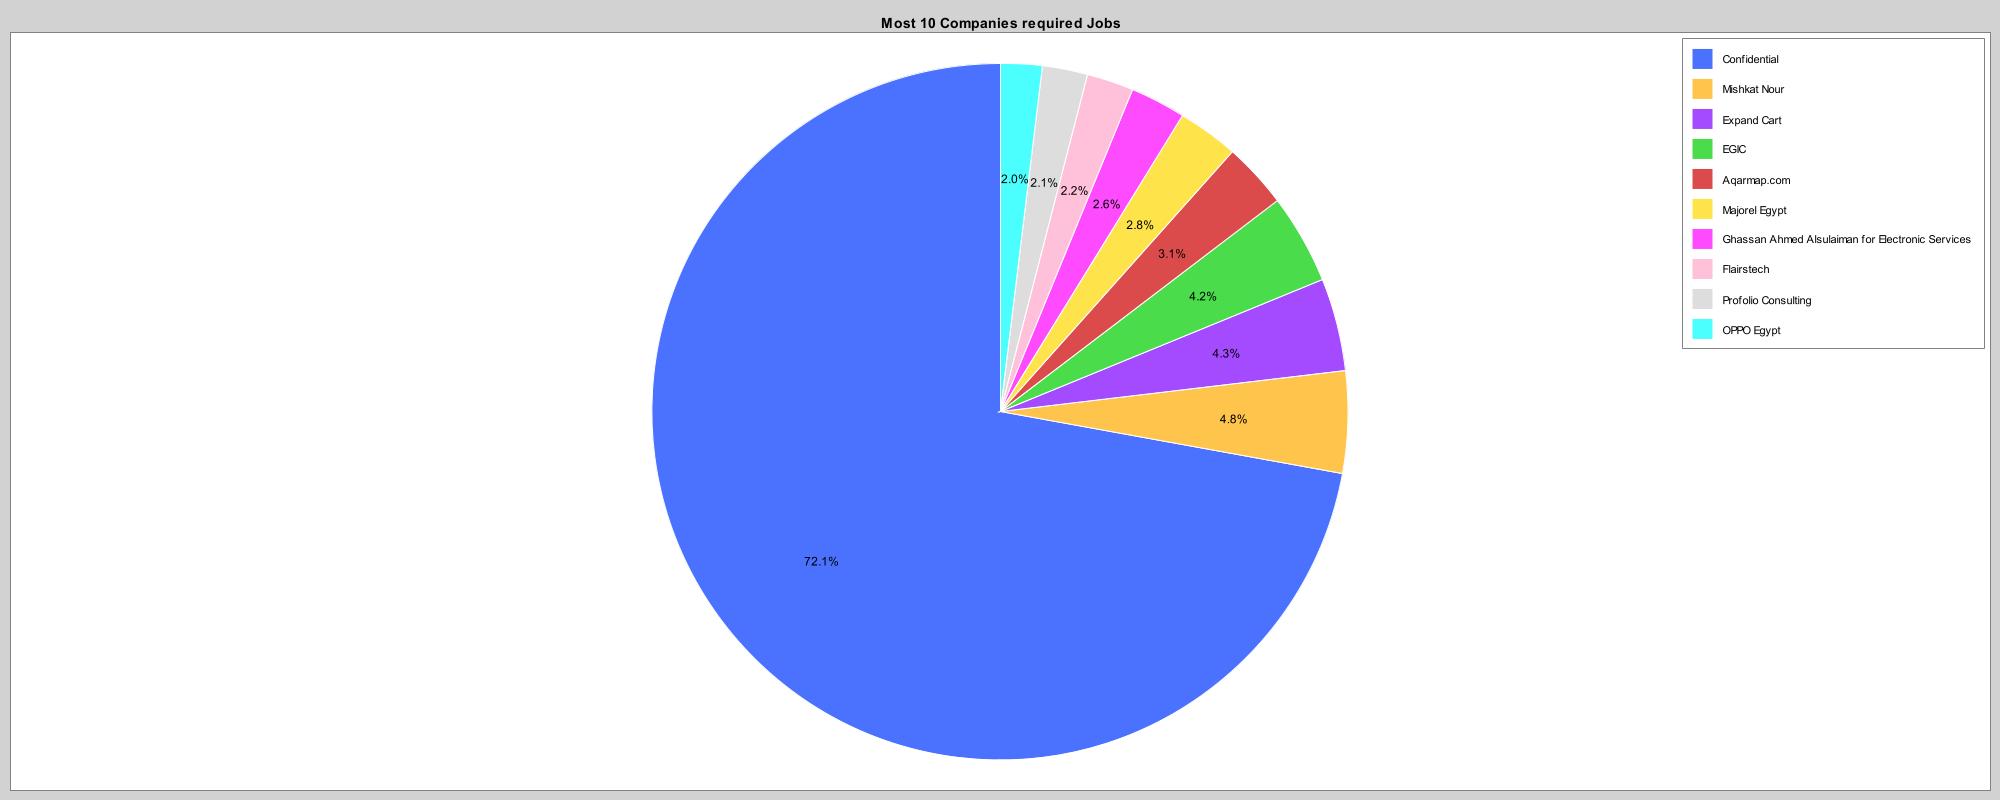 Most 10 Companies required Jobs
Confidential
Mishkat Nour
Expand Cart
EGIC
Aqarmap.com
Majorel Egypt
Ghassan Ahmed Alsulaiman for Electronic Services
Flairstech
Profolio Consulting
OPPO Egypt
2.0%
2.1%
2.2%
2.6%
2.8%
3.1%
4.2%
4.3%
4.8%
72.1%